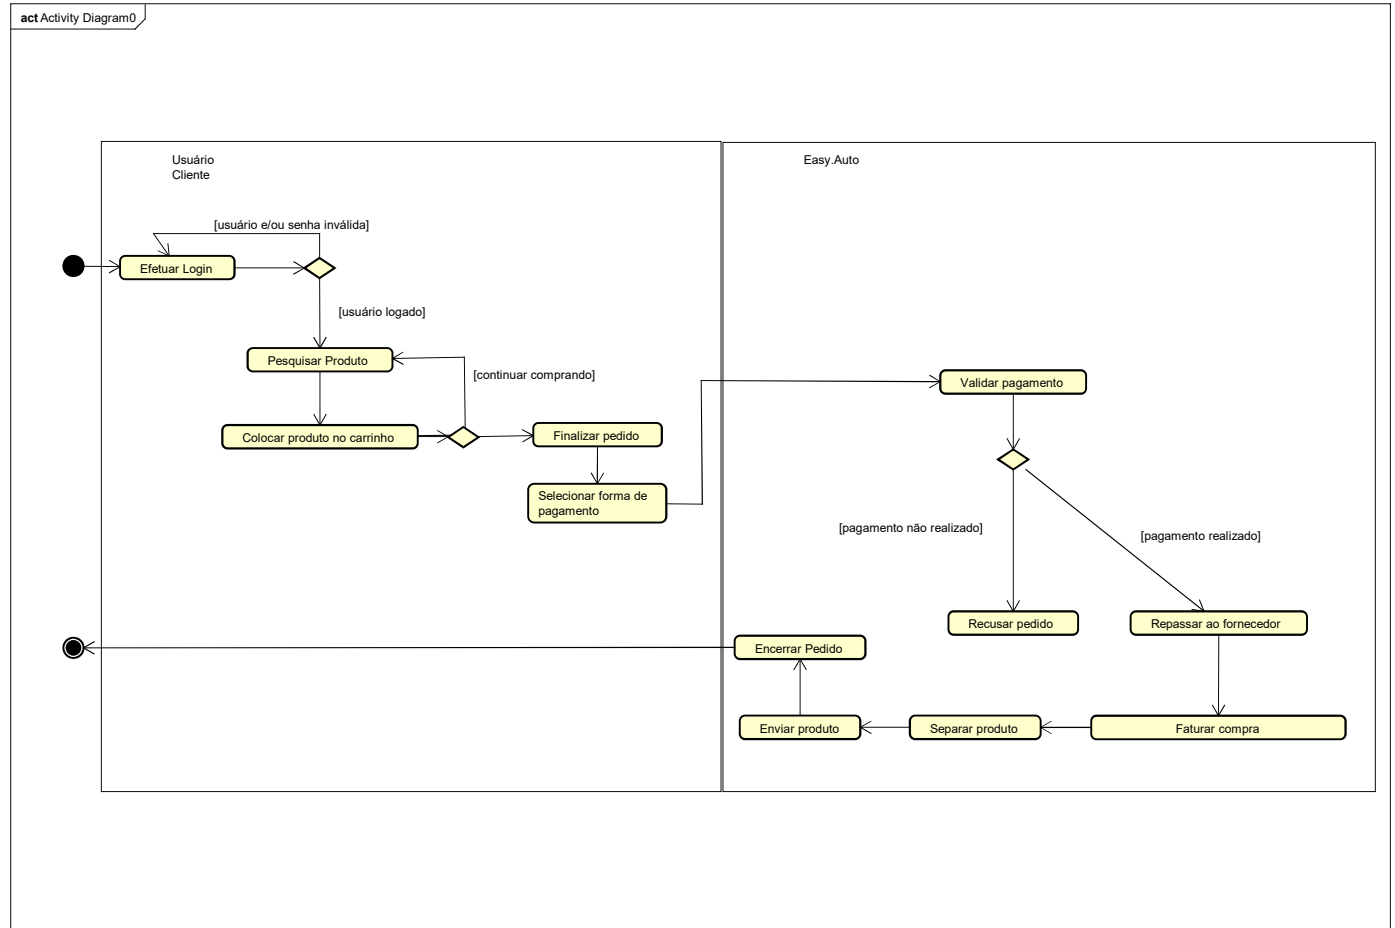 act Activity Diagram0
Usuário
Cliente
Easy.Auto
[usuário e/ou senha inválida]
Efetuar Login
[usuário logado]
Pesquisar Produto
[continuar comprando]
Validar pagamento
Colocar produto no carrinho
Finalizar pedido
Selecionar forma de
pagamento
[pagamento não realizado]
[pagamento realizado]
Recusar pedido
Repassar ao fornecedor
Encerrar Pedido
Enviar produto
Separar produto
Faturar compra